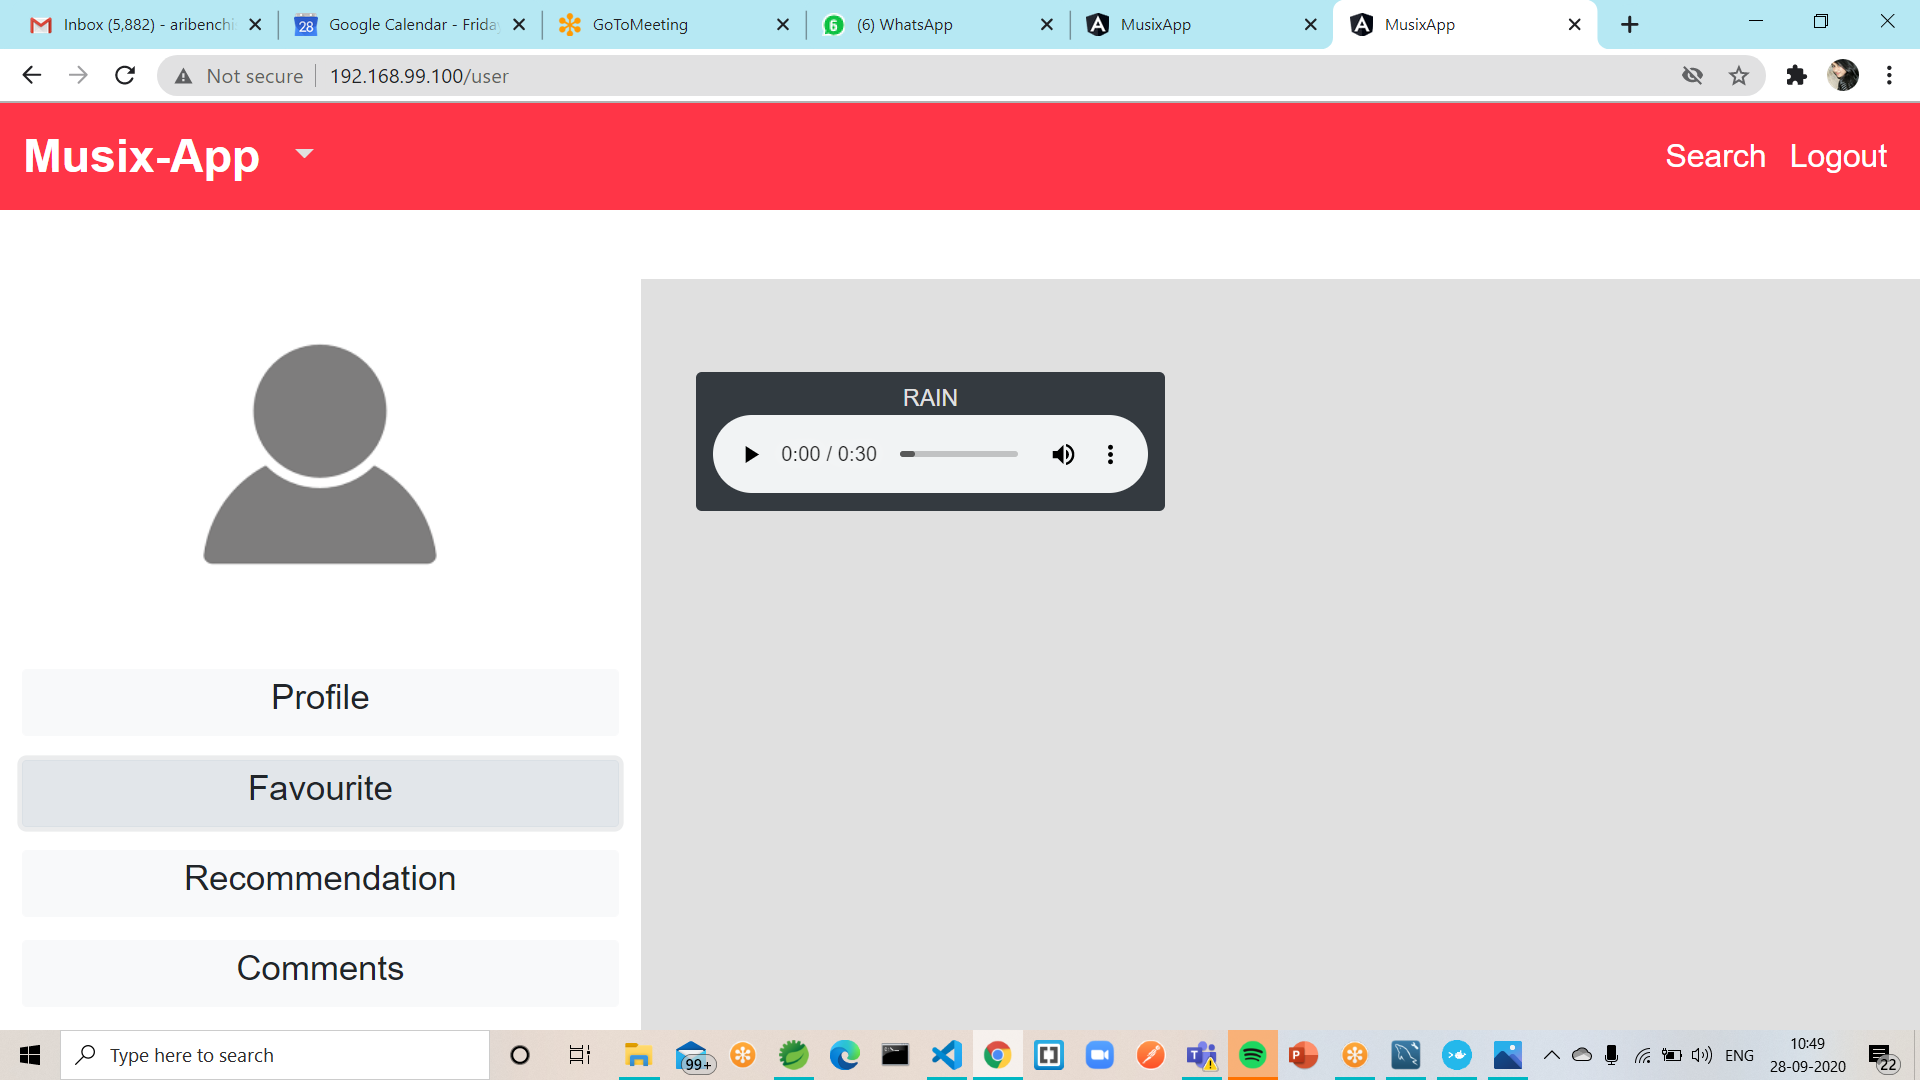 Inbox (5,882) - aribenchi
Google Calendar - Frida
GoToMeeting
(6) WhatsApp
MusixApp
MusixApp
Not secure
192.168.99.100/user
Musix-App
Search
Logout
RAIN
0:00 / 0:30
Profile
Favourite
Recommendation
Comments
Type here to search
99+
ENG
10:49
28-09-2020
22